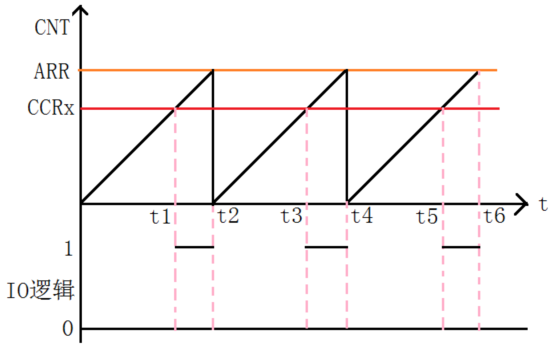 CNT
ARR
CCRx
t1 t2 t3 t4 t5 t6 t
1
IO逻辑
0